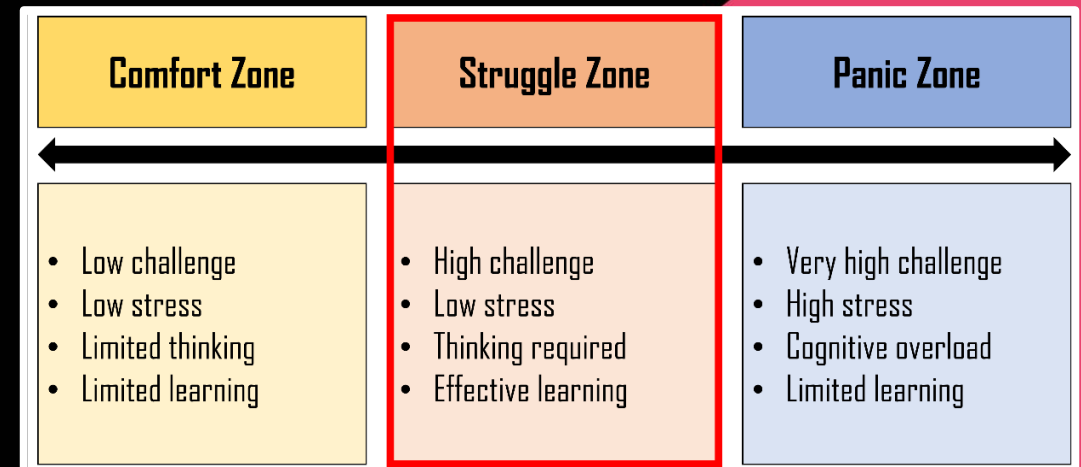 Comfort Zone
Struggle Zone
Panic Zone
• Low challenge
• Low stress
• Limited thinking
• Limited learning
• High challenge
• Low stress
• Thinking required
• Effective learning
• Very high challenge
• High stress
• Cognitive overload
• Limited learning